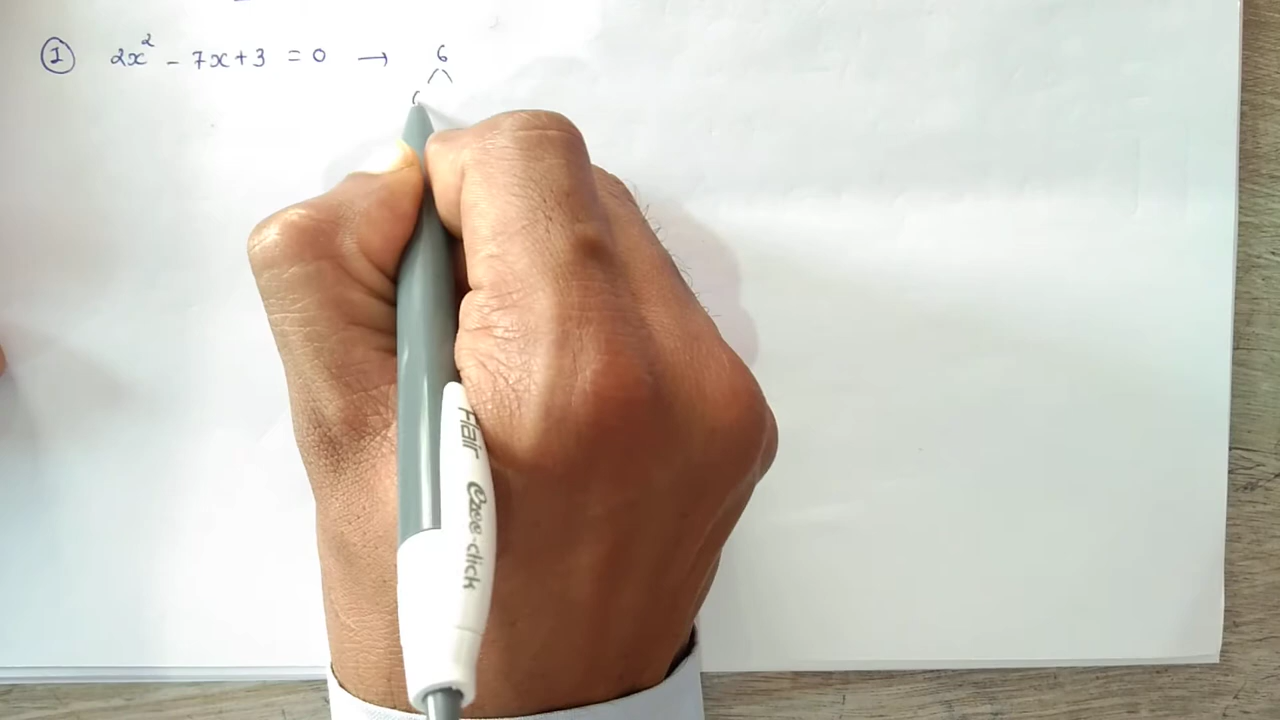 ① 2x² - 7x + 3 = 0 → 6
Flair Ezee-click